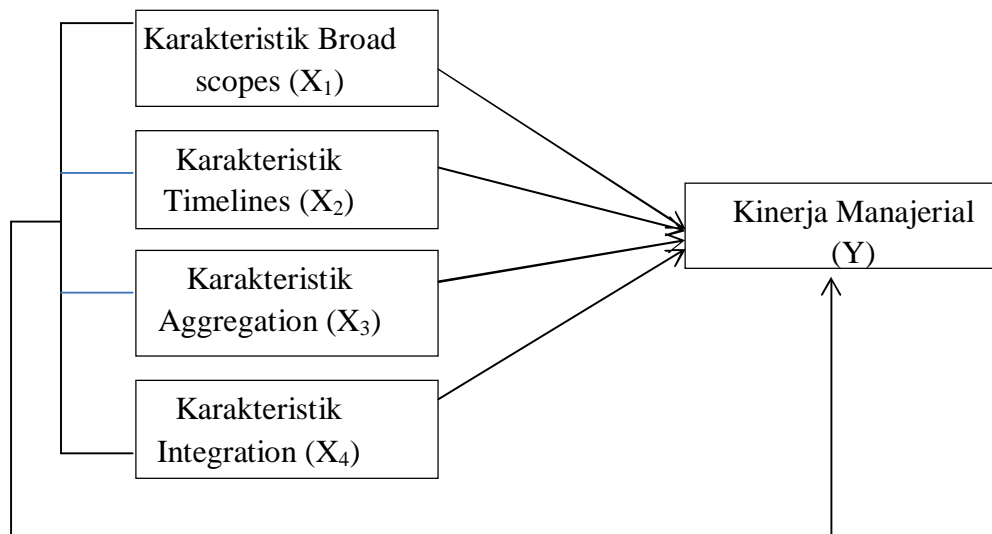 Karakteristik Broad
scopes (X₁)
Karakteristik
Timelines (X₂)
Karakteristik
Aggregation (X₃)
Karakteristik
Integration (X₄)
Kinerja Manajerial
(Y)